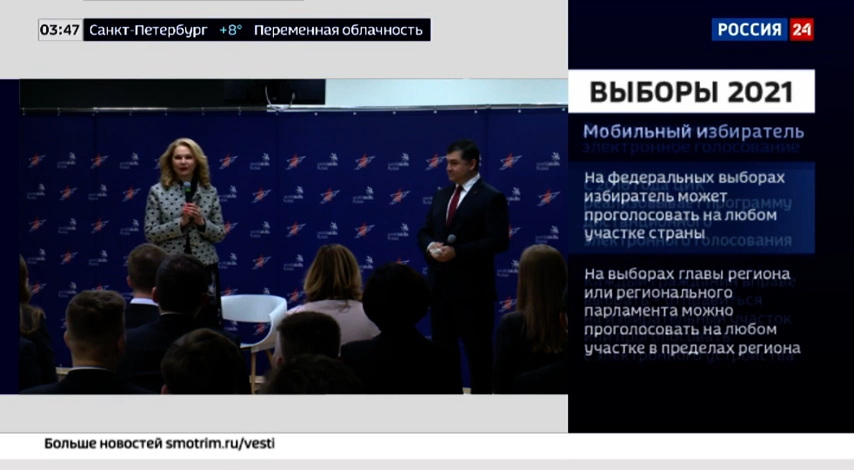 03:47 Санкт-Петербург +8° Переменная облачность
РОССИЯ 24
ВЫБОРЫ 2021
Мобильный избиратель
электронное голосование
На федеральных выборах
избиратель может
проголосовать на любом
участке страны
На выборах главы региона
или регионального
парламента можно
проголосовать на любом
участке в пределах региона
Больше новостей smotrim.ru/vesti